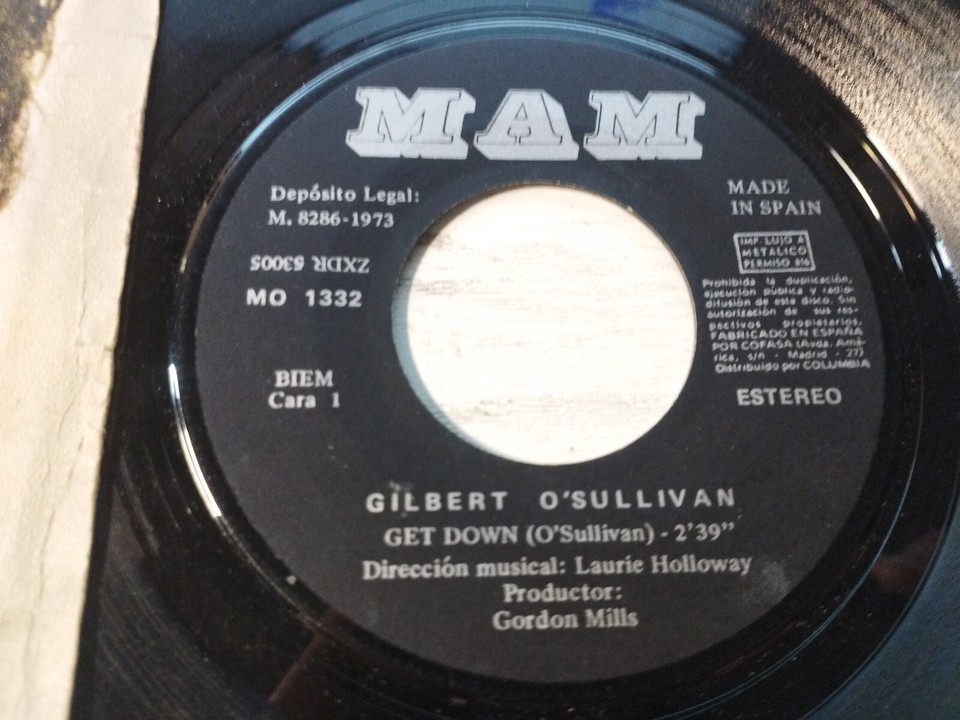 MAM
Depósito Legal:
M. 8286-1973
ZXDR 53005
MO 1332
BIEM
Cara 1
MADE
IN SPAIN
IMP. LUJO A
METALICO
PERMISO 816
Prohibida la duplicación,
ejecución pública y radio-
difusión de este disco. Sin
autorización de sus res-
pectivos propietarios.
FABRICADO EN ESPAÑA
POR COFASA (Avda. Amé-
rica, s/n - Madrid - 27)
Distribuido por COLUMBIA
ESTEREO
GILBERT O'SULLIVAN
GET DOWN (O'Sullivan) - 2'39"
Dirección musical: Laurie Holloway
Productor:
Gordon Mills